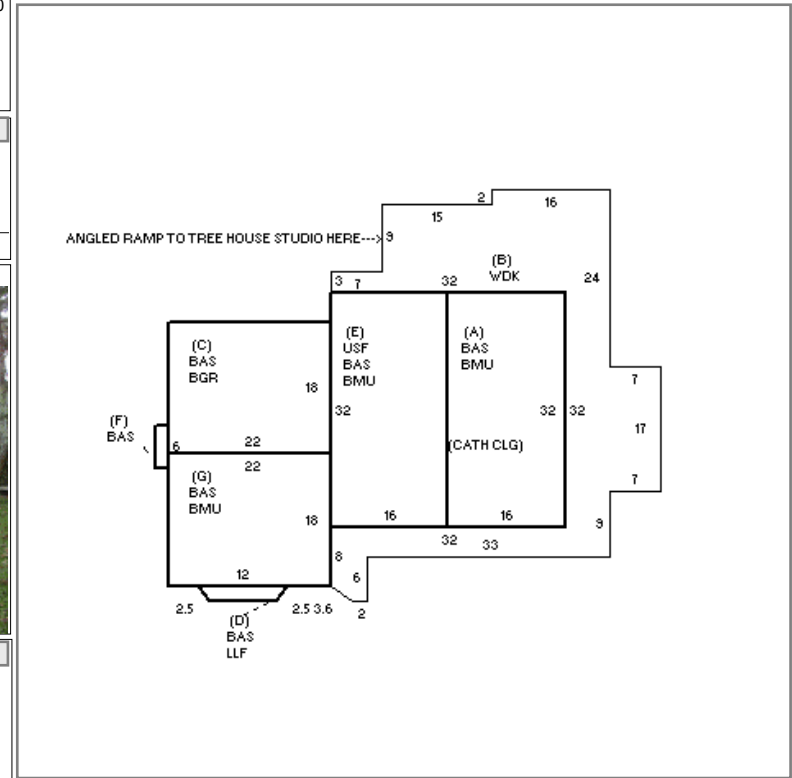 2
16
15
ANGLED RAMP TO TREE HOUSE STUDIO HERE--->
9
(B)
WDK
3
7
32
24
(C)
BAS
BGR
(E)
USF
BAS
BMU
(A)
BAS
BMU
18
32
32
32
7
17
(F)
BAS
6
22
(CATH CLG)
22
(G)
BAS
BMU
18
16
16
7
9
32
33
8
12
6
2.5
2.5
3.6
2
(D)
BAS
LLF